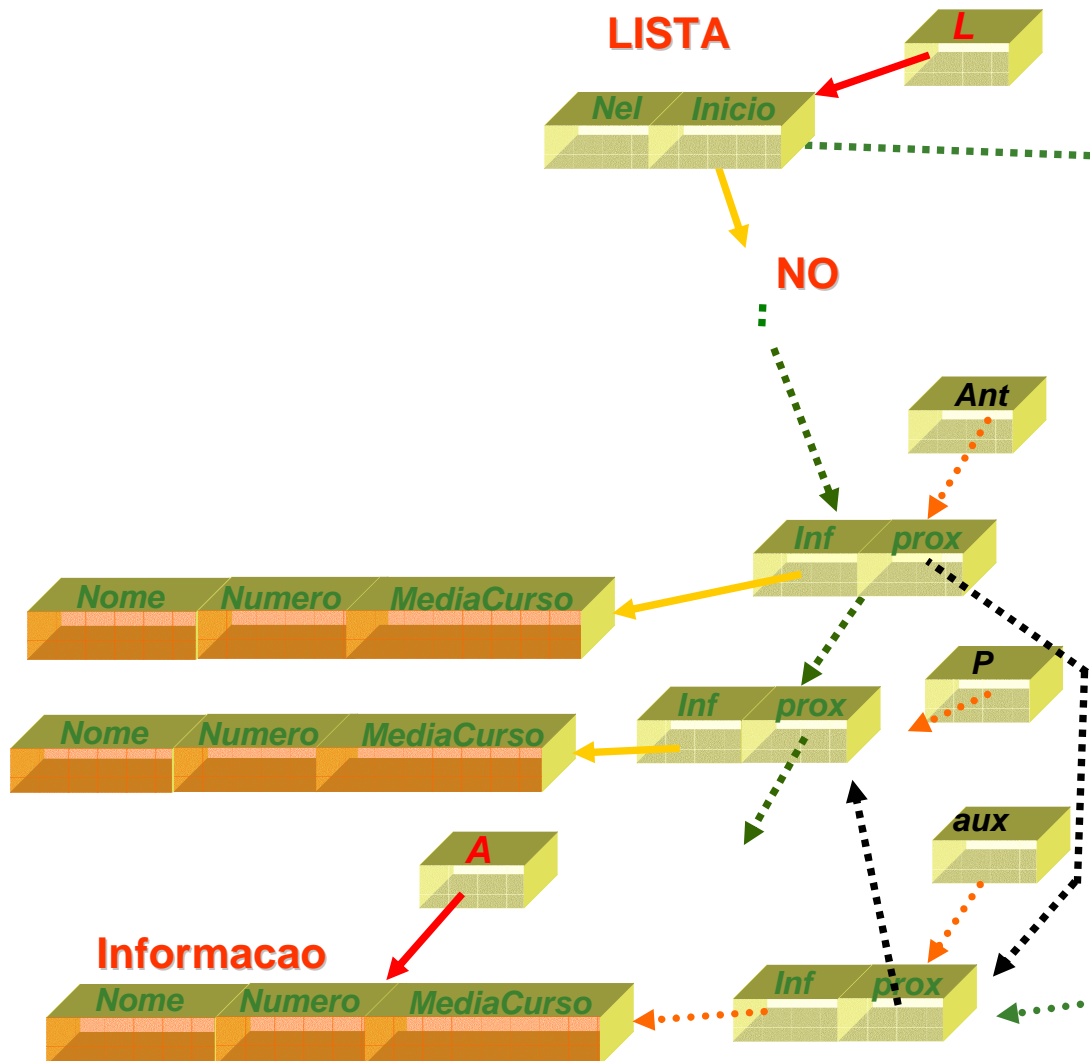 LISTA
L
Nel Inicio
NO
Ant
Inf prox
Nome Numero MediaCurso
P
Inf prox
Nome Numero MediaCurso
aux
A
Informacao
Inf prox
Nome Numero MediaCurso